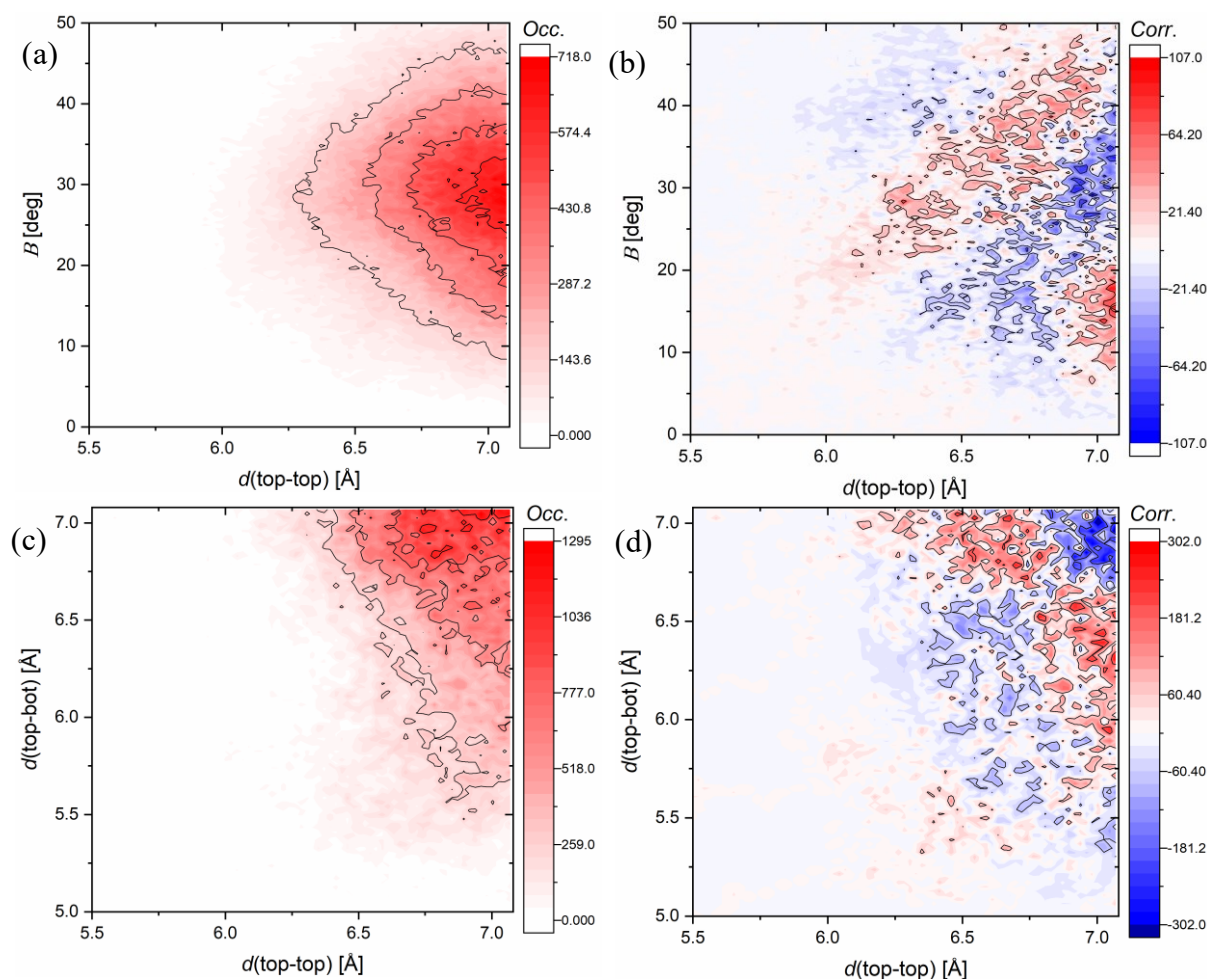 (a)
Occ.
50
40
30
20
10
0
B [deg]
5.5 6.0 6.5 7.0
d(top-top) [Å]
718.0
574.4
430.8
287.2
143.6
0.000
(b)
Corr.
50
40
30
20
10
0
B [deg]
5.5 6.0 6.5 7.0
d(top-top) [Å]
107.0
64.20
21.40
-21.40
-64.20
-107.0
(c)
Occ.
7.0
6.5
6.0
5.5
5.0
d(top-bot) [Å]
5.5 6.0 6.5 7.0
d(top-top) [Å]
1295
1036
777.0
518.0
259.0
0.000
(d)
Corr.
7.0
6.5
6.0
5.5
5.0
d(top-bot) [Å]
5.5 6.0 6.5 7.0
d(top-top) [Å]
302.0
181.2
60.40
-60.40
-181.2
-302.0